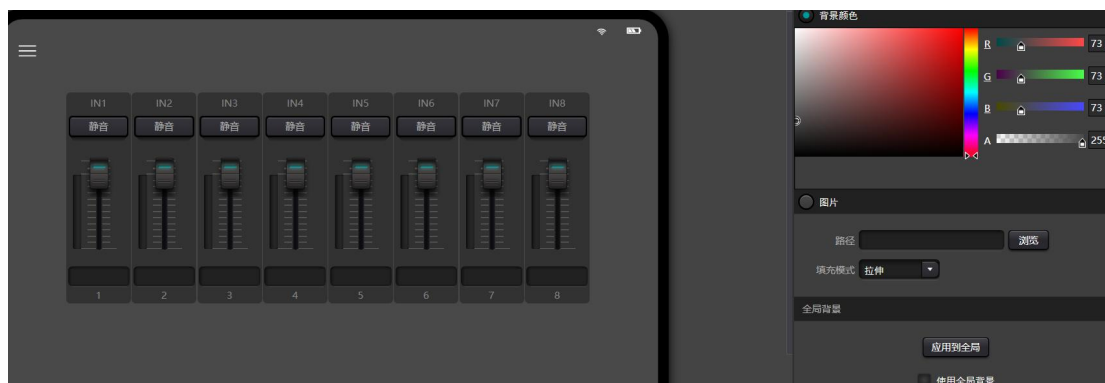 IN1 IN2 IN3 IN4 IN5 IN6 IN7 IN8
静音 静音 静音 静音 静音 静音 静音 静音
1 2 3 4 5 6 7 8
背景颜色
R 73
G 73
B 73
A 255
图片
路径 浏览
填充模式 拉伸
全局背景
应用到全局
使用全局背景